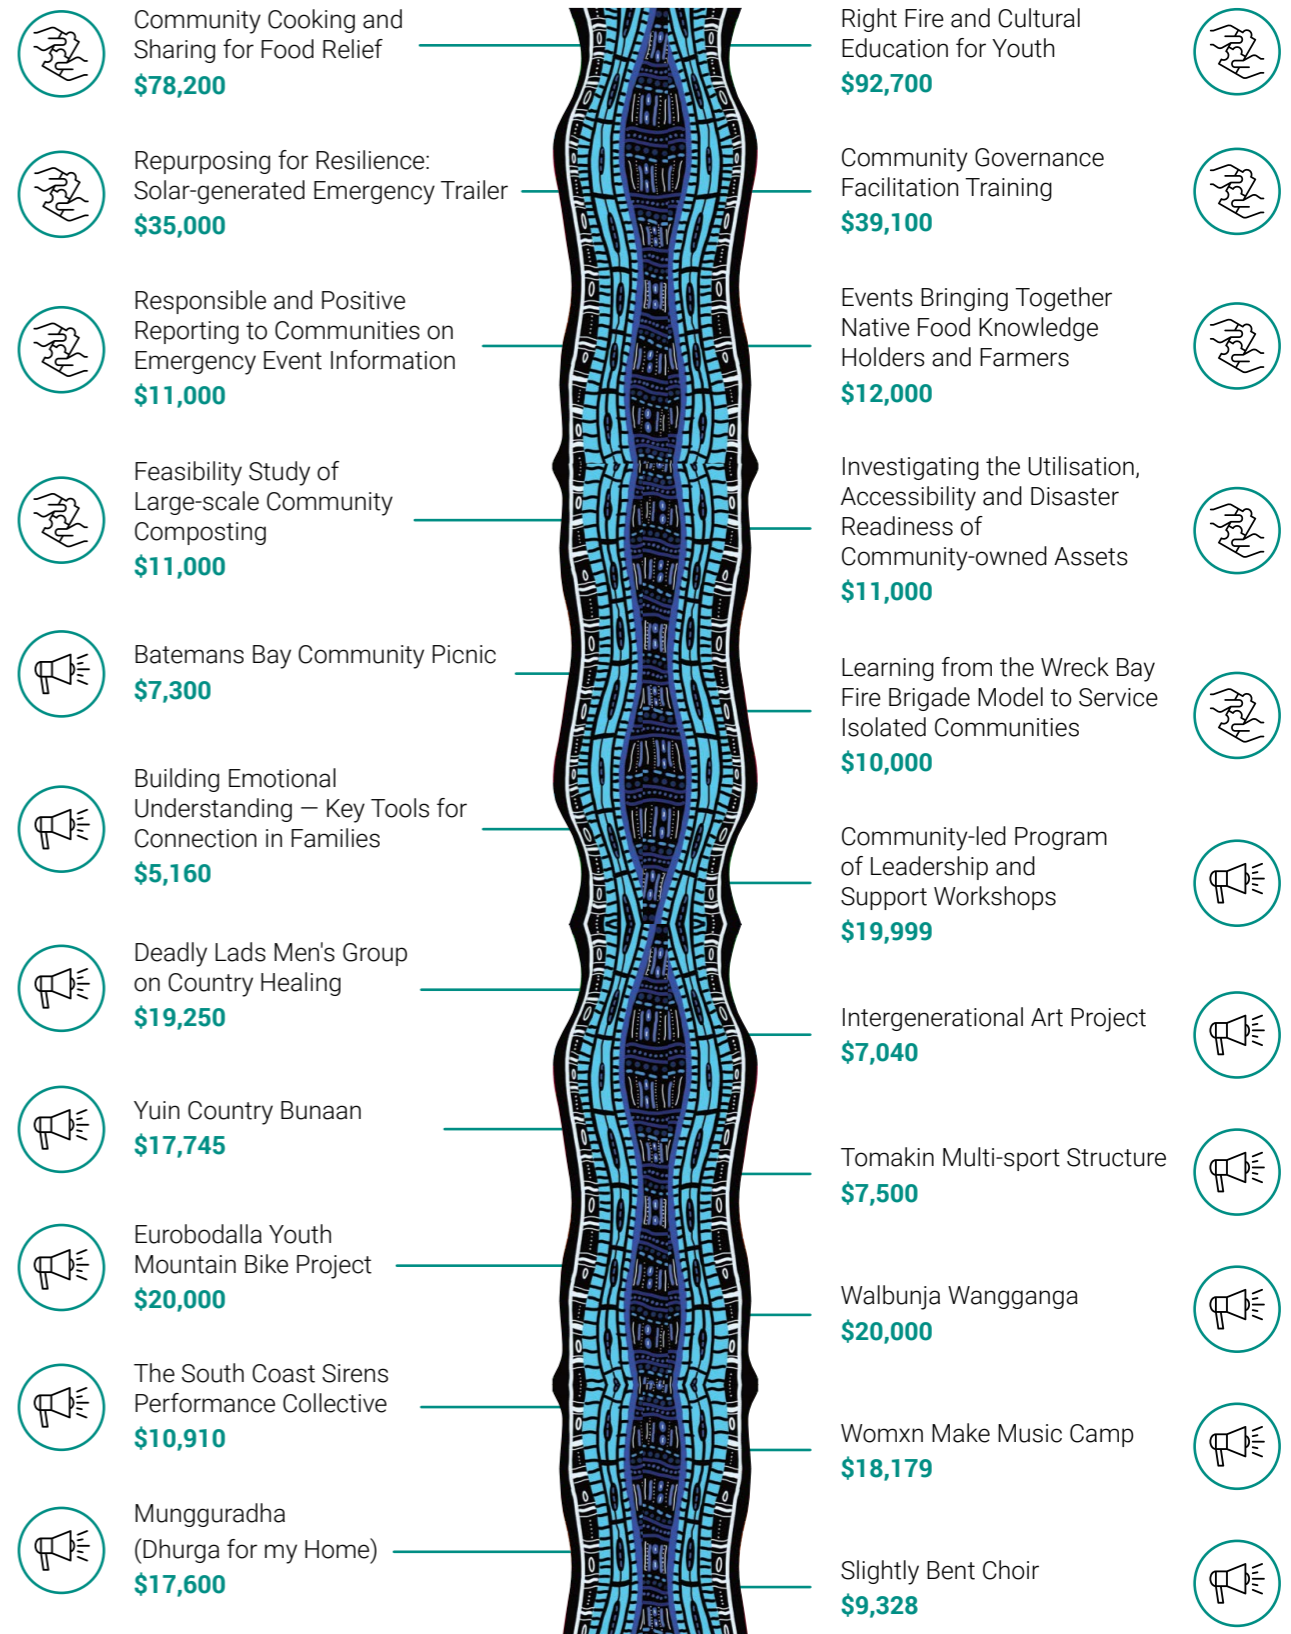 Community Cooking and
Sharing for Food Relief
$78,200
Repurposing for Resilience:
Solar-generated Emergency Trailer
$35,000
Responsible and Positive
Reporting to Communities on
Emergency Event Information
$11,000
Feasibility Study of
Large-scale Community
Composting
$11,000
Batemans Bay Community Picnic
$7,300
Building Emotional
Understanding — Key Tools for
Connection in Families
$5,160
Deadly Lads Men's Group
on Country Healing
$19,250
Yuin Country Bunaan
$17,745
Eurobodalla Youth
Mountain Bike Project
$20,000
The South Coast Sirens
Performance Collective
$10,910
Mungguradha
(Dhurga for my Home)
$17,600
Right Fire and Cultural
Education for Youth
$92,700
Community Governance
Facilitation Training
$39,100
Events Bringing Together
Native Food Knowledge
Holders and Farmers
$12,000
Investigating the Utilisation,
Accessibility and Disaster
Readiness of
Community-owned Assets
$11,000
Learning from the Wreck Bay
Fire Brigade Model to Service
Isolated Communities
$10,000
Community-led Program
of Leadership and
Support Workshops
$19,999
Intergenerational Art Project
$7,040
Tomakin Multi-sport Structure
$7,500
Walbunja Wangganga
$20,000
Womxn Make Music Camp
$18,179
Slightly Bent Choir
$9,328